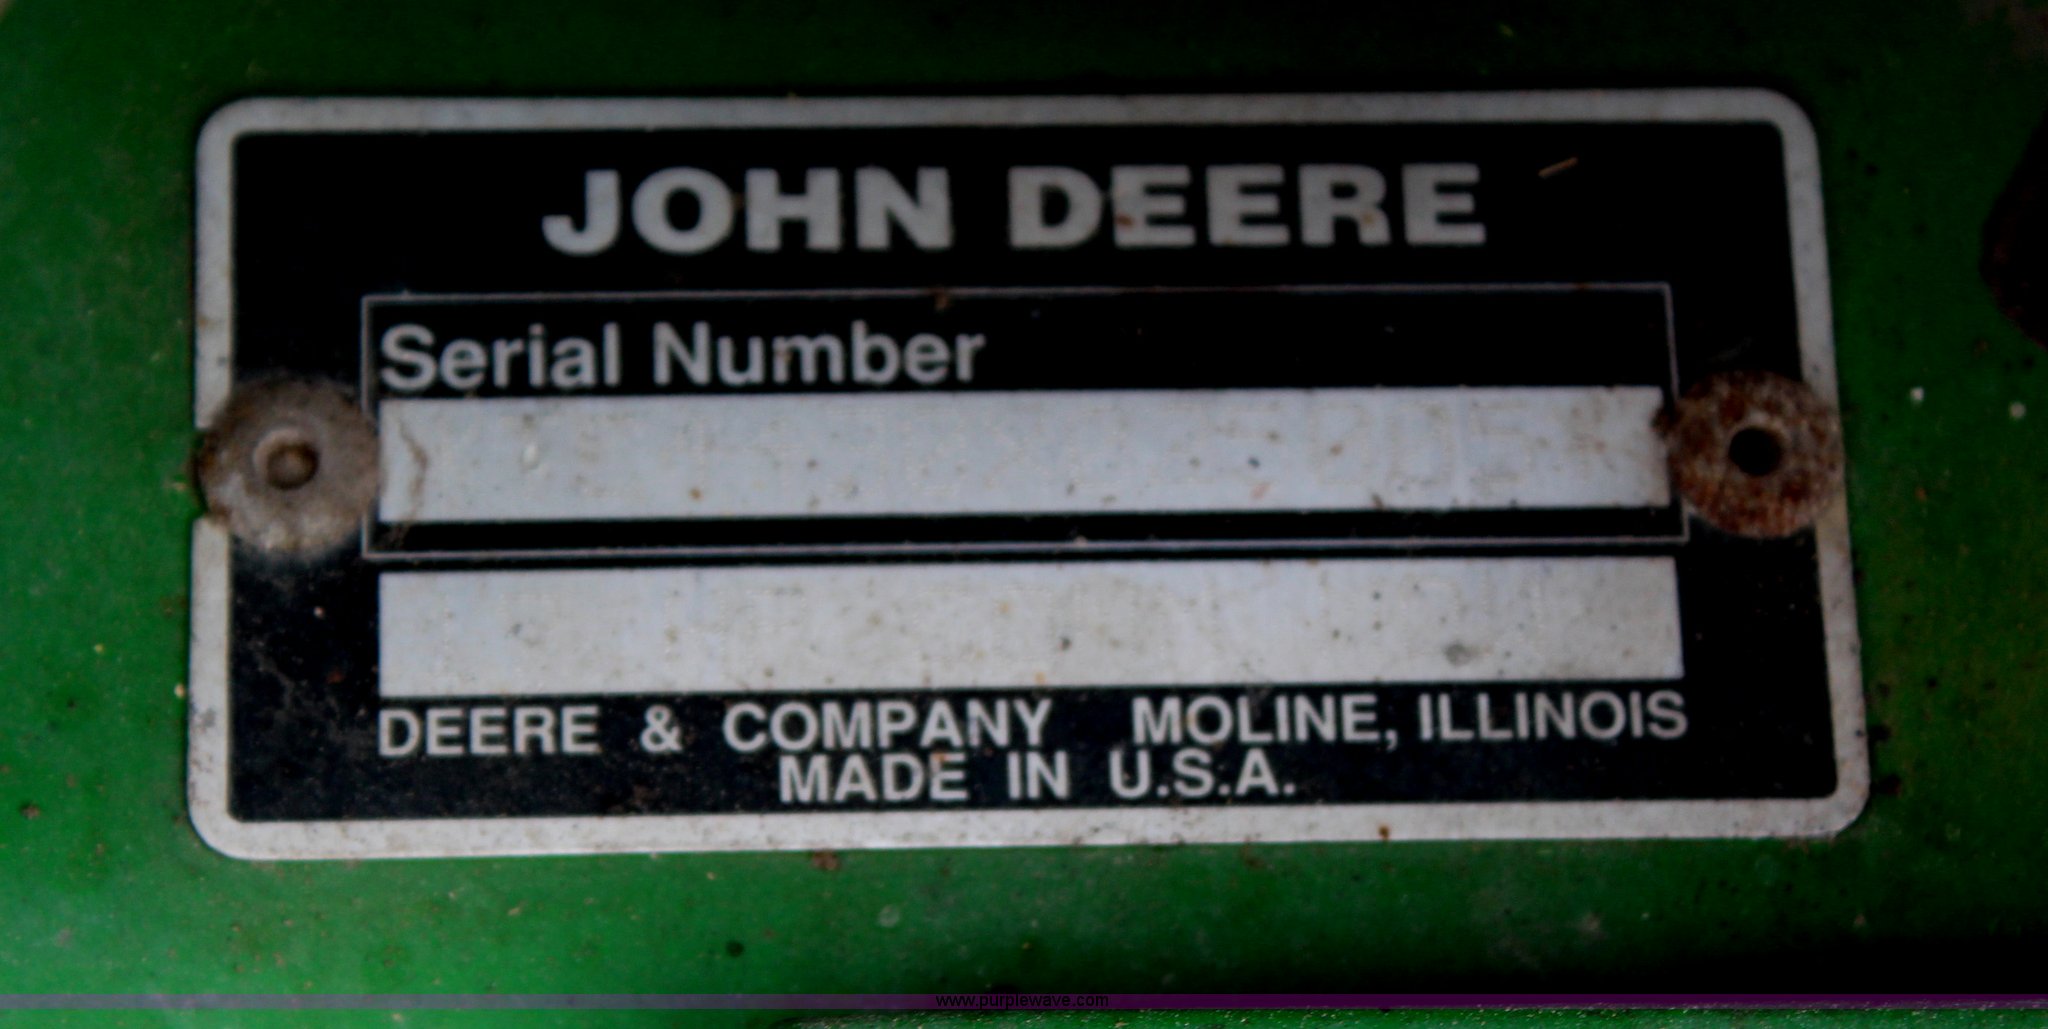 JOHN DEERE
Serial Number
DEERE & COMPANY MOLINE, ILLINOIS
MADE IN U.S.A.
www.purplewave.com